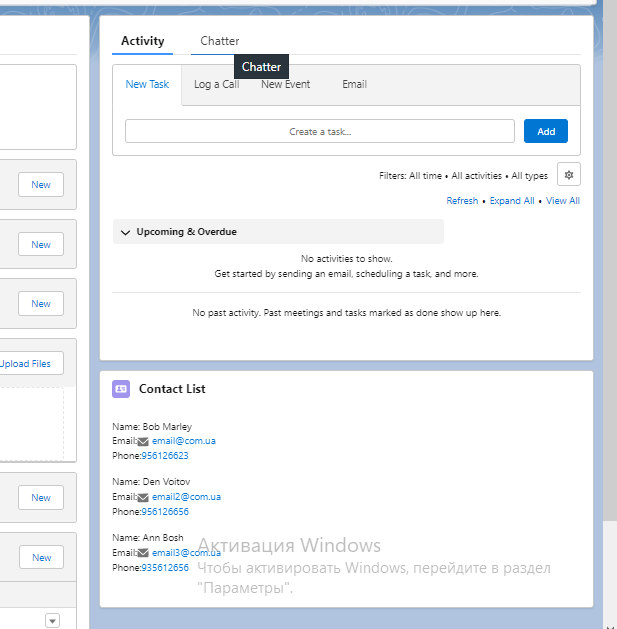 Activity Chatter
Chatter
New Task Log a Call New Event Email
Create a task... Add
Filters: All time • All activities • All types
Refresh • Expand All • View All
Upcoming & Overdue
No activities to show.
Get started by sending an email, scheduling a task, and more.
No past activity. Past meetings and tasks marked as done show up here.
New
New
New
Upload Files
New
New
Contact List
Name: Bob Marley
Email: email@com.ua
Phone:956126623
Name: Den Voitov
Email: email2@com.ua
Phone:956126656
Name: Ann Bosh
Email: email3@com.ua
Phone:935612656
Активация Windows
Чтобы активировать Windows, перейдите в раздел
"Параметры".